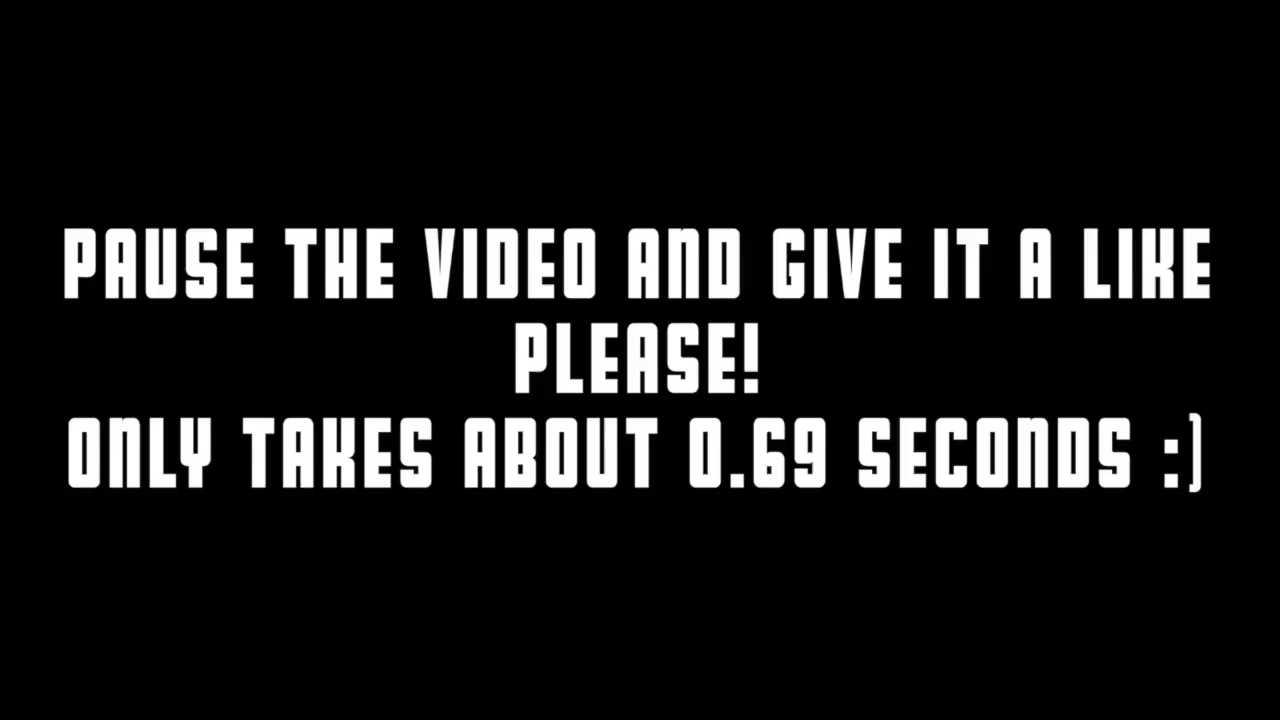 PAUSE THE VIDEO AND GIVE IT A LIKE
PLEASE!
ONLY TAKES ABOUT 0.69 SECONDS :)